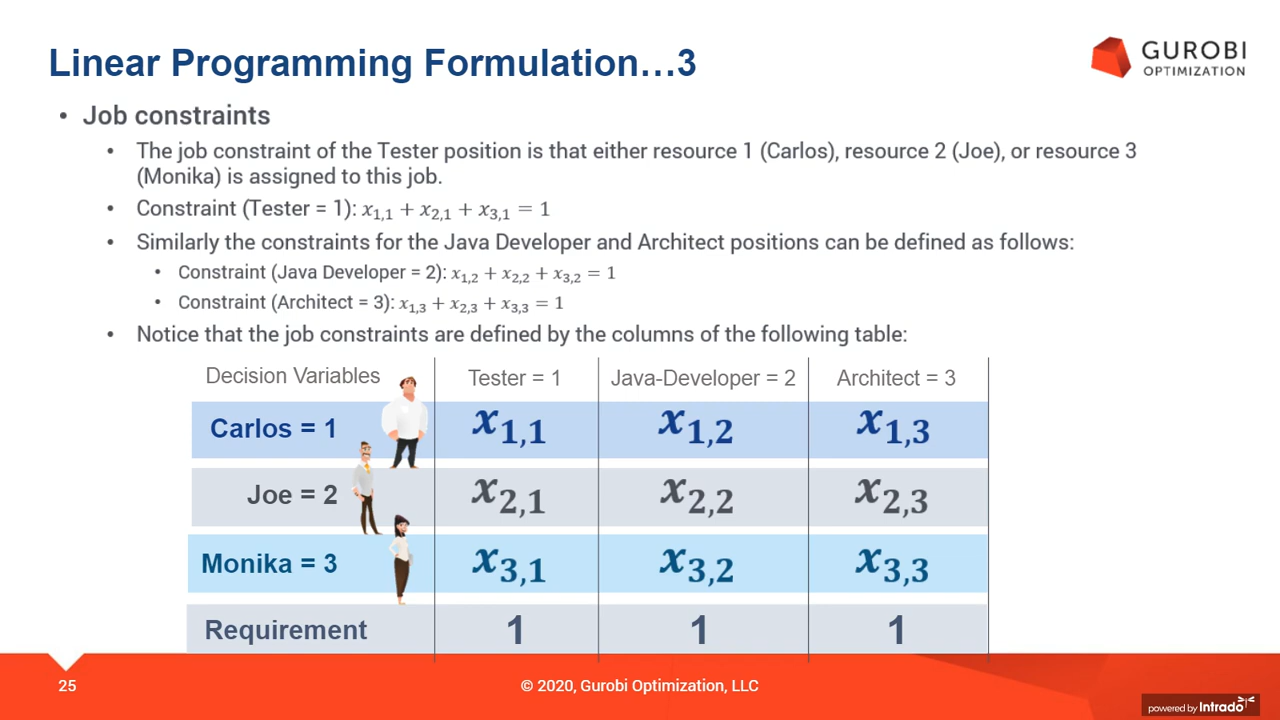 Linear Programming Formulation…3
GUROBI
OPTIMIZATION
• Job constraints
• The job constraint of the Tester position is that either resource 1 (Carlos), resource 2 (Joe), or resource 3
(Monika) is assigned to this job.
• Constraint (Tester = 1): x1,1 + x2,1 + x3,1 = 1
• Similarly the constraints for the Java Developer and Architect positions can be defined as follows:
• Constraint (Java Developer = 2): x1,2 + x2,2 + x3,2 = 1
• Constraint (Architect = 3): x1,3 + x2,3 + x3,3 = 1
• Notice that the job constraints are defined by the columns of the following table:
Decision Variables Tester = 1 Java-Developer = 2 Architect = 3
Carlos = 1 x1,1 x1,2 x1,3
Joe = 2 x2,1 x2,2 x2,3
Monika = 3 x3,1 x3,2 x3,3
Requirement 1 1 1
25 © 2020, Gurobi Optimization, LLC
powered by Intrado